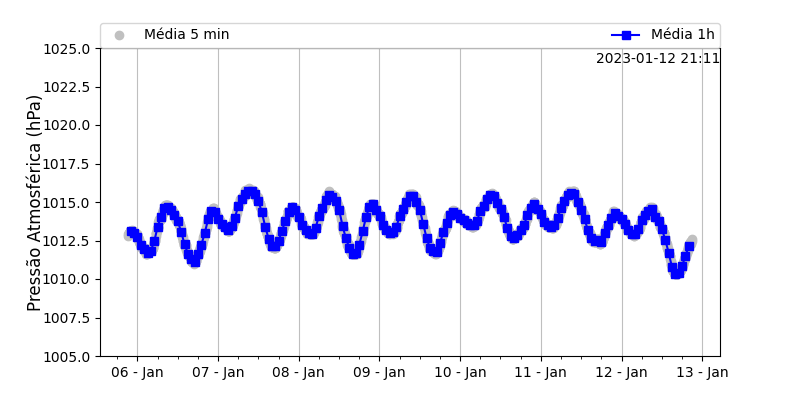 Média 5 min
Média 1h
2023-01-12 21:11
Pressão Atmosférica (hPa)
1025.0
1022.5
1020.0
1017.5
1015.0
1012.5
1010.0
1007.5
1005.0
06 - Jan
07 - Jan
08 - Jan
09 - Jan
10 - Jan
11 - Jan
12 - Jan
13 - Jan